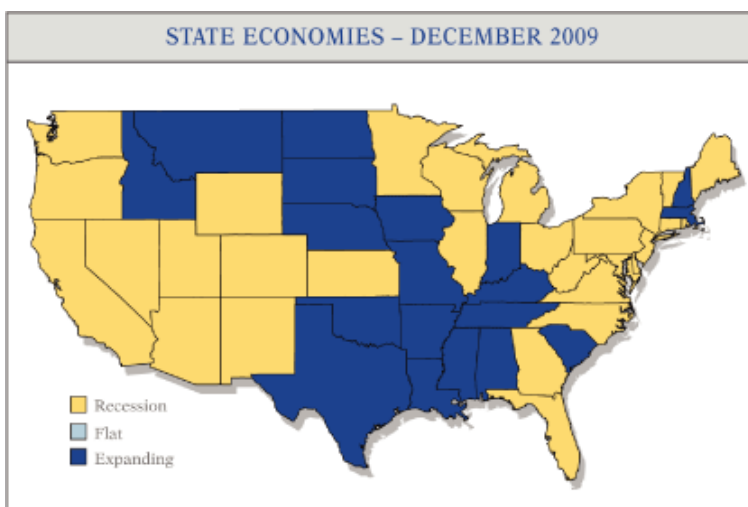 STATE ECONOMIES – DECEMBER 2009
Recession
Flat
Expanding